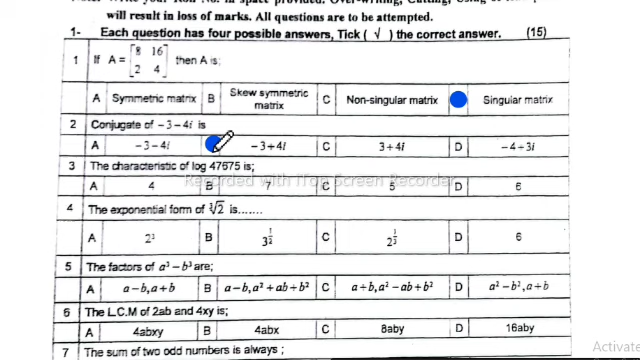 will result in loss of marks. All questions are to be attempted.
1- Each question has four possible answers, Tick ( √ ) the correct answer. (15)
1 If A = [8 16 2 4] then A is;
A Symmetric matrix B Skew symmetric matrix C Non-singular matrix Singular matrix
2 Conjugate of −3 − 4i is
A −3 − 4i −3 + 4i C 3 + 4i D −4 + 3i
3 The characteristic of log 47675 is;
A 4 B 7 C 5 D 6
Recorded with iTop Screen Recorder
4 The exponential form of ∛2 is.......
A 2³ B 3^½ C 2^⅓ D 6
5 The factors of a³ − b³ are;
A a − b, a + b B a − b, a² + ab + b² C a + b, a² − ab + b² D a² − b², a + b
6 The L.C.M of 2ab and 4xy is;
A 4abxy B 4abx C 8aby D 16aby
7 The sum of two odd numbers is always ;
Activate